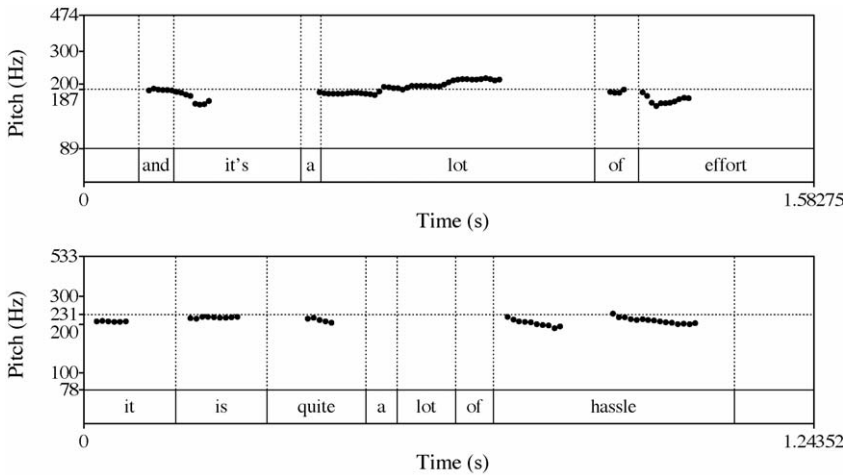 474
300
200
187
89
Pitch (Hz)
and it's a lot of effort
0 1.58275
Time (s)
533
300
231
200
100
78
Pitch (Hz)
it is quite a lot of hassle
0 1.24352
Time (s)